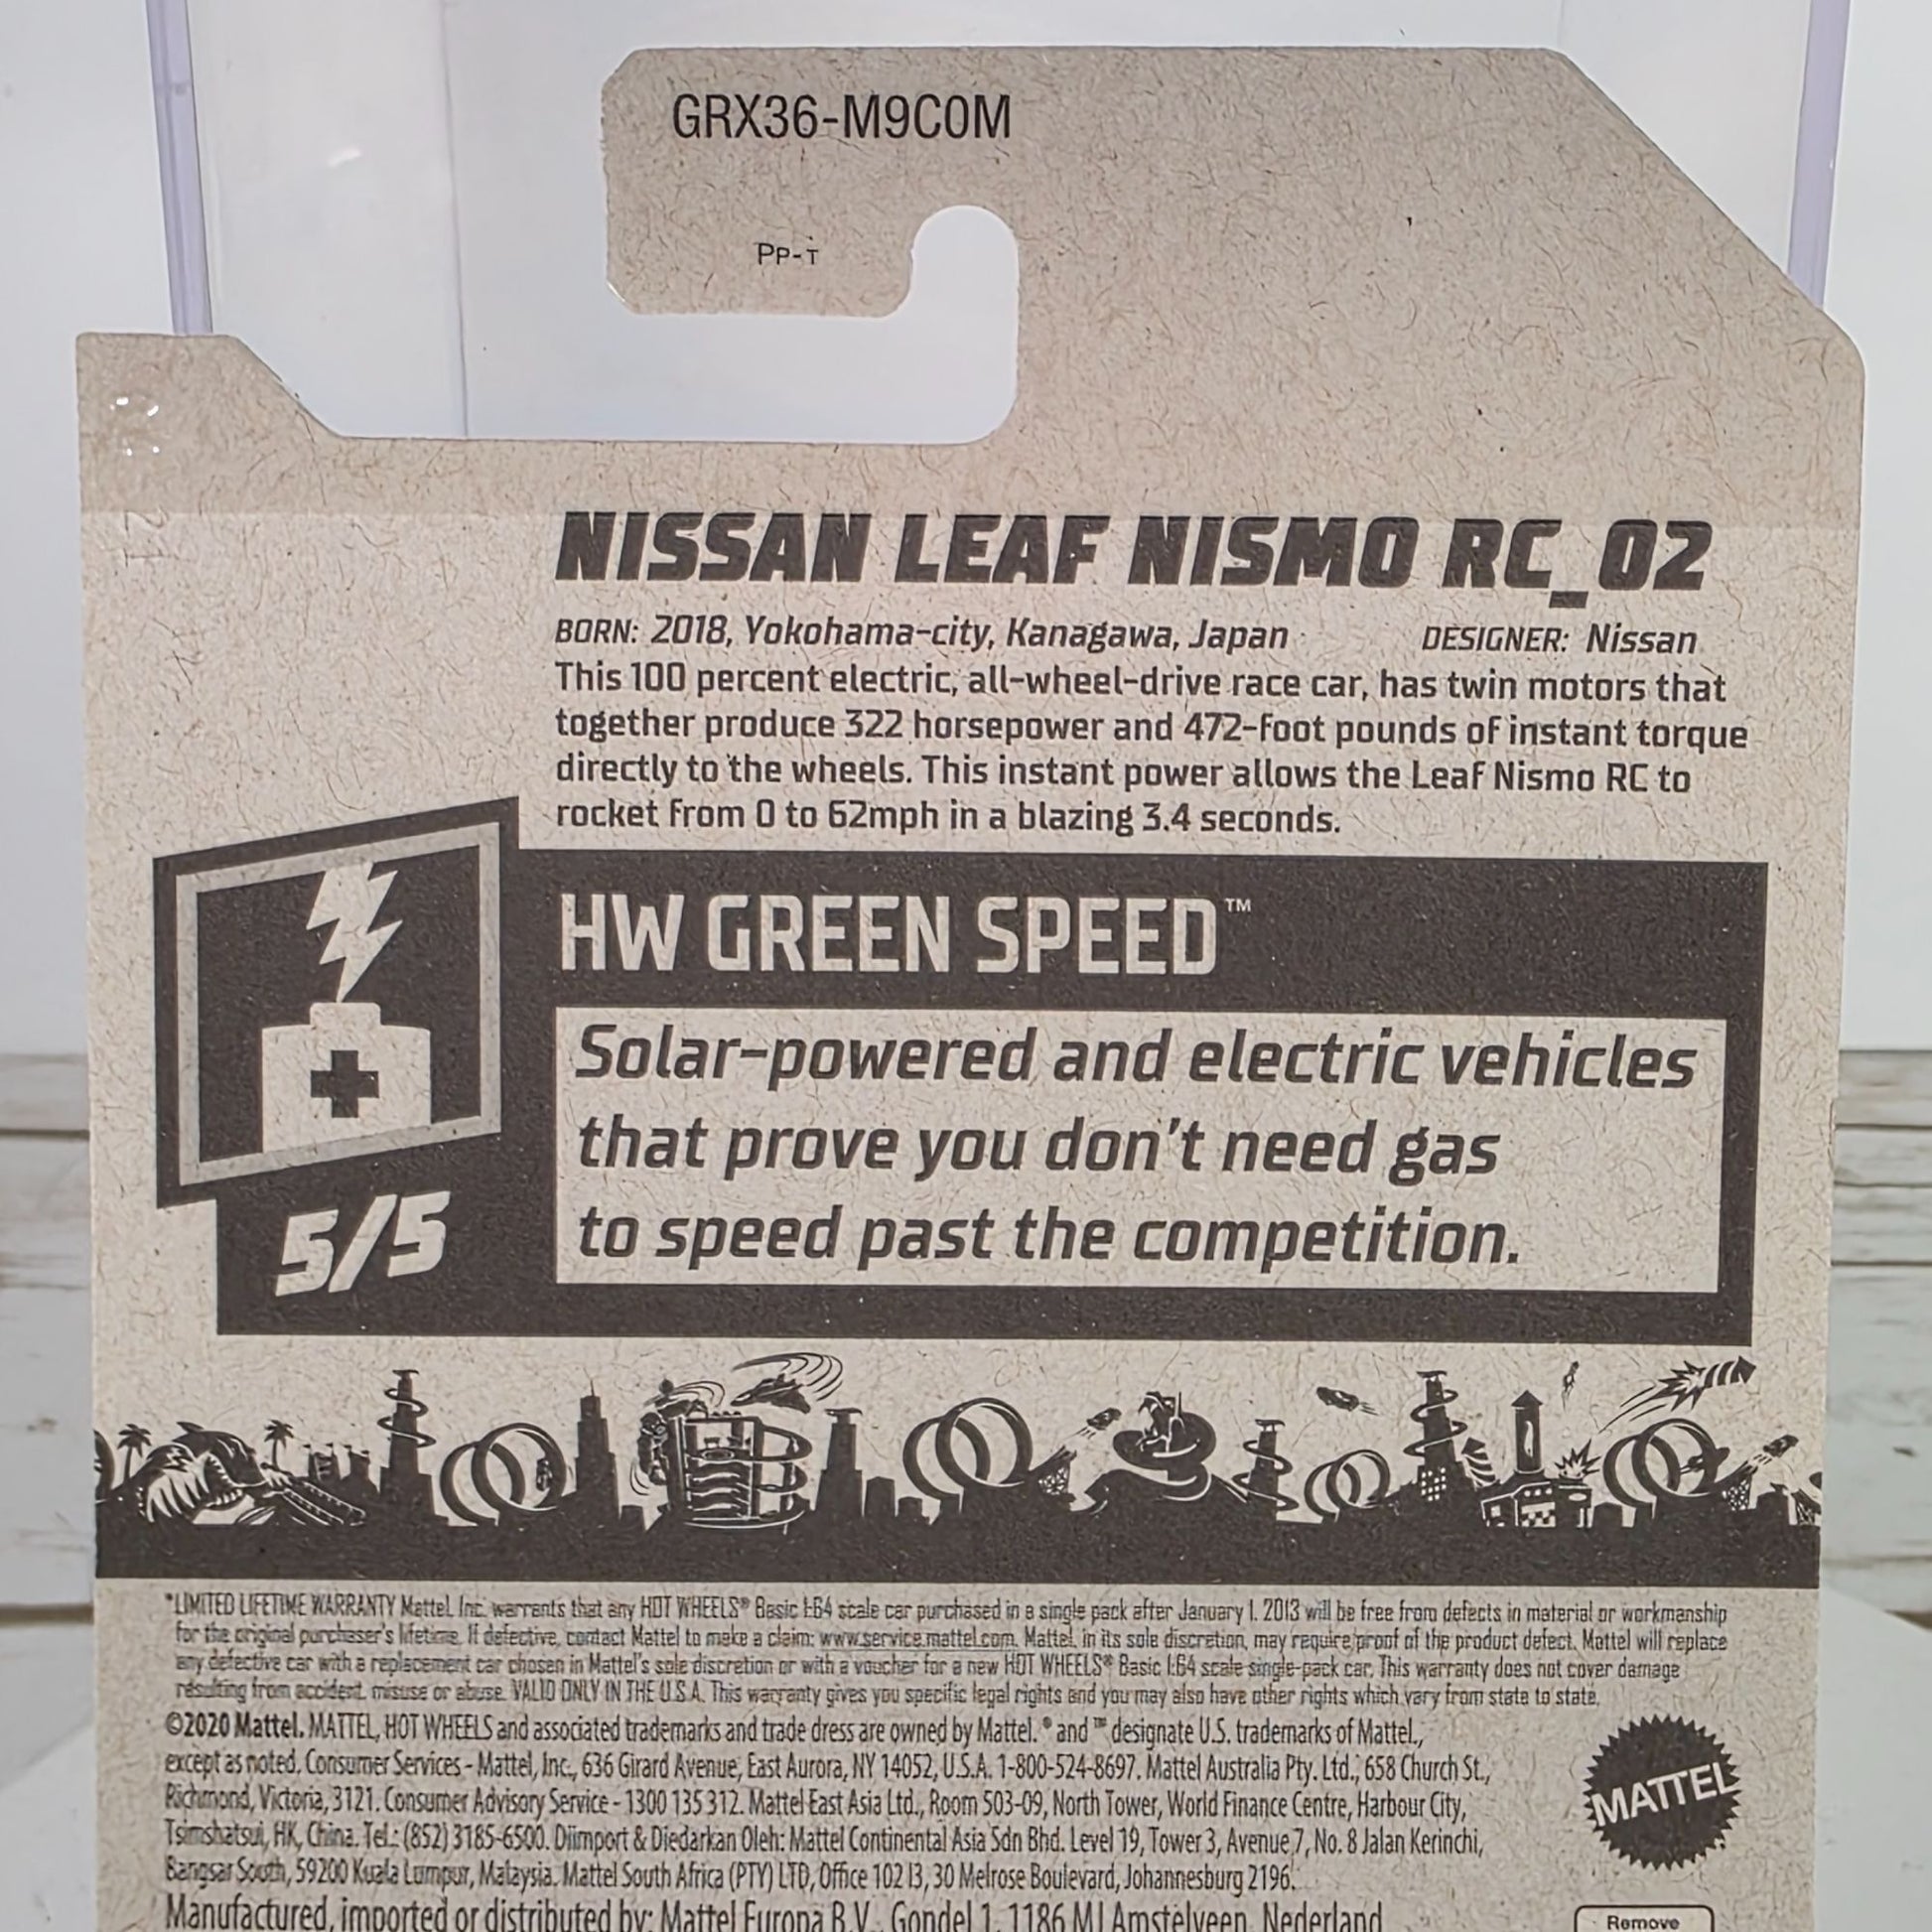 GRX36-M9C0M
PP-T
NISSAN LEAF NISMO RC_02
BORN: 2018, Yokohama-city, Kanagawa, Japan DESIGNER: Nissan
This 100 percent electric, all-wheel-drive race car, has twin motors that
together produce 322 horsepower and 472-foot pounds of instant torque
directly to the wheels. This instant power allows the Leaf Nismo RC to
rocket from 0 to 62mph in a blazing 3.4 seconds.
HW GREEN SPEED™
Solar-powered and electric vehicles
that prove you don't need gas
to speed past the competition.
5/5
*LIMITED LIFETIME WARRANTY Mattel, Inc. warrants that any HOT WHEELS® Basic 1:64 scale car purchased in a single pack after January 1, 2013 will be free from defects in material or workmanship
for the original purchaser's lifetime. If defective, contact Mattel to make a claim: www.service.mattel.com. Mattel, in its sole discretion, may require proof of the product defect. Mattel will replace
any defective car with a replacement car chosen in Mattel's sole discretion or with a voucher for a new HOT WHEELS® Basic 1:64 scale single-pack car. This warranty does not cover damage
resulting from accident, misuse or abuse. VALID ONLY IN THE U.S.A. This warranty gives you specific legal rights and you may also have other rights which vary from state to state.
©2020 Mattel. MATTEL, HOT WHEELS and associated trademarks and trade dress are owned by Mattel. ® and ™ designate U.S. trademarks of Mattel,
except as noted. Consumer Services - Mattel, Inc., 636 Girard Avenue, East Aurora, NY 14052, U.S.A. 1-800-524-8697. Mattel Australia Pty. Ltd., 658 Church St.,
Richmond, Victoria, 3121. Consumer Advisory Service - 1300 135 312. Mattel East Asia Ltd., Room 503-09, North Tower, World Finance Centre, Harbour City,
Tsimshatsui, HK, China. Tel.: (852) 3185-6500. Diimport & Diedarkan Oleh: Mattel Continental Asia Sdn Bhd. Level 19, Tower 3, Avenue 7, No. 8 Jalan Kerinchi,
Bangsar South, 59200 Kuala Lumpur, Malaysia. Mattel South Africa (PTY) LTD, Office 102 I3, 30 Melrose Boulevard, Johannesburg 2196.
Manufactured, imported or distributed by: Mattel Europa B.V., Gondel 1, 1186 MJ Amstelveen, Nederland
MATTEL
Remove